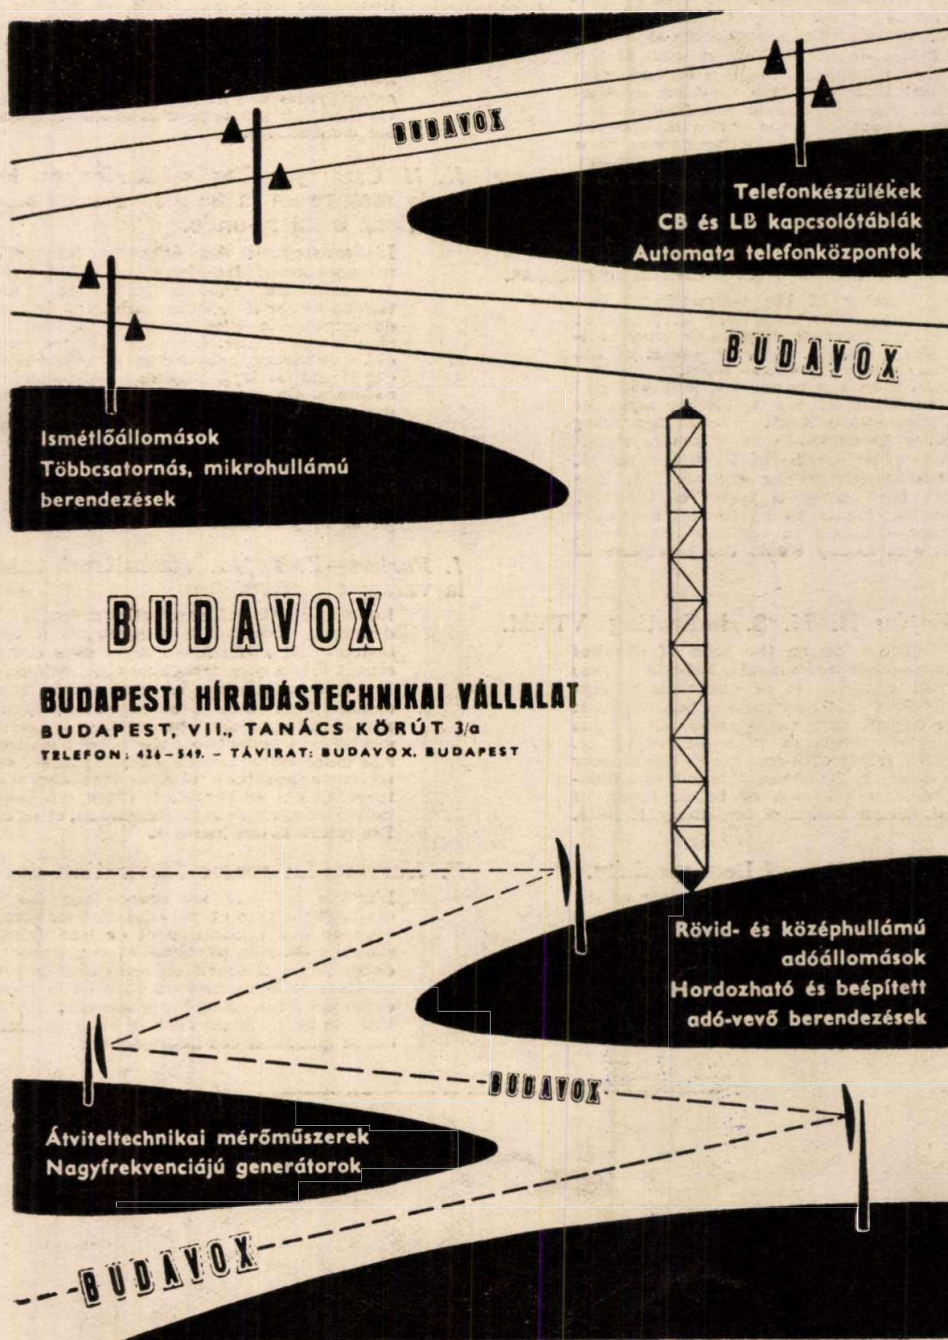 BUDAVOX
Telefonkészülékek
CB és LB kapcsolótáblák
Automata telefonközpontok
BUDAVOX
Ismétlőállomások
Többcsatornás, mikrohullámú
berendezések
BUDAVOX
BUDAPESTI HÍRADÁSTECHNIKAI VÁLLALAT
BUDAPEST, VII., TANÁCS KÖRÚT 3/a
TELEFON: 426-549. - TÁVIRAT: BUDAVOX, BUDAPEST
Rövid- és középhullámú
adóállomások
Hordozható és beépített
adó-vevő berendezések
BUDAVOX
Átviteltechnikai mérőműszerek
Nagyfrekvenciájú generátorok
BUDAVOX